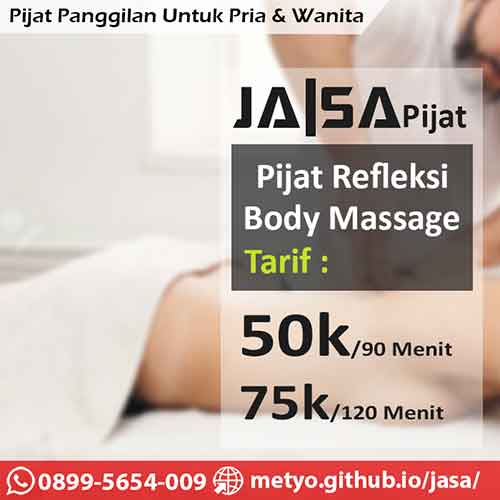 Pijat Panggilan Untuk Pria & Wanita
JA|SA Pijat
Pijat Refleksi
Body Massage
Tarif :
50k/90 Menit
75k/120 Menit
0899-5654-009 metyo.github.io/jasa/